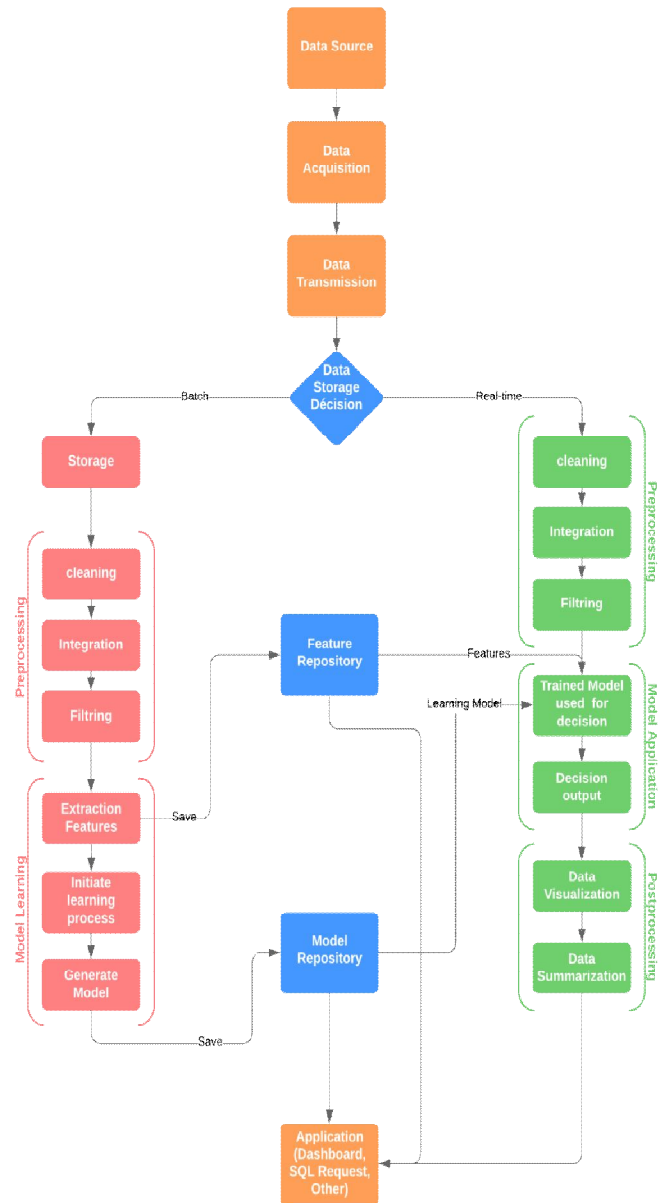 Data Source
Data
Acquisition
Data
Transmission
Data
Storage
Décision
Batch
Real-time
Storage
cleaning
Integration
Filtring
Preprocessing
Extraction
Features
Initiate
learning
process
Generate
Model
Model Learning
Save
Save
Feature
Repository
Features
Learning Model
Model
Repository
cleaning
Integration
Filtring
Preprocessing
Trained Model
used for
decision
Decision
output
Model Application
Data
Visualization
Data
Summarization
Postprocessing
Application
(Dashboard,
SQL Request,
Other)